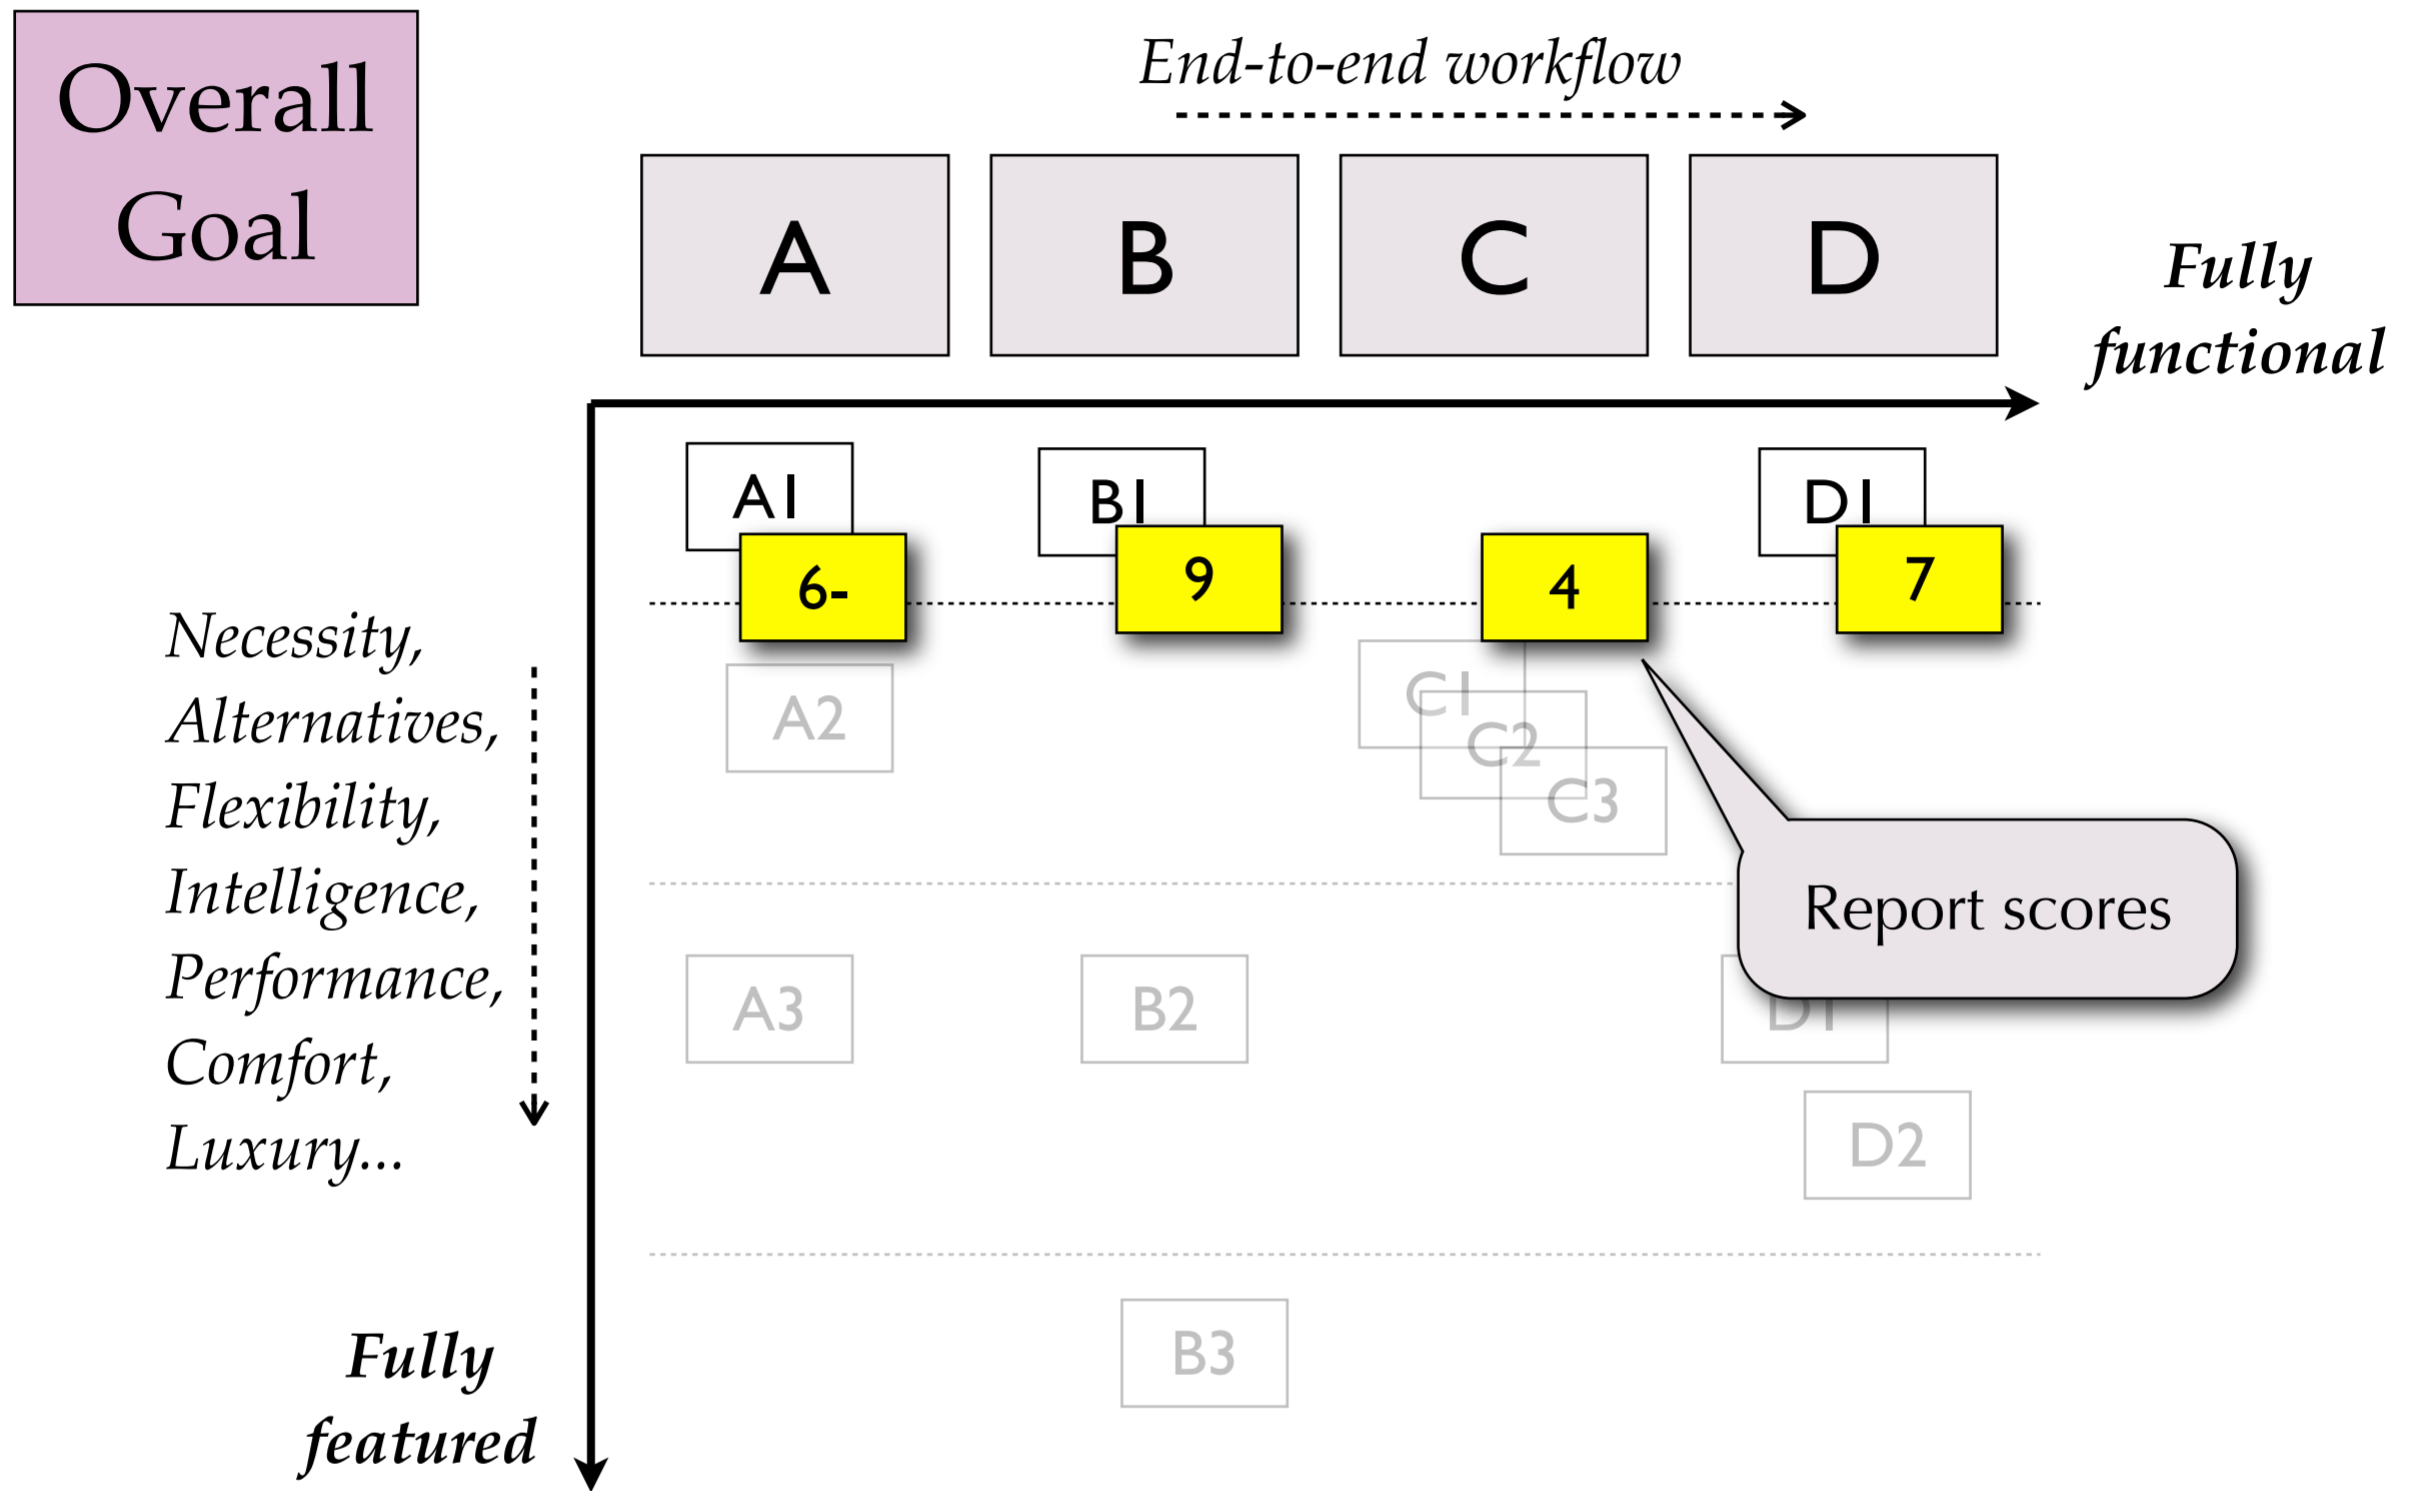 Overall
Goal
End-to-end workflow
A
B
C
D
Fully
functional
A1
B1
D1
6-
9
4
7
Necessity,
Alternatives,
Flexibility,
Intelligence,
Performance,
Comfort,
Luxury...
A2
C1
C2
C3
Report scores
A3
B2
D1
D2
B3
Fully
featured